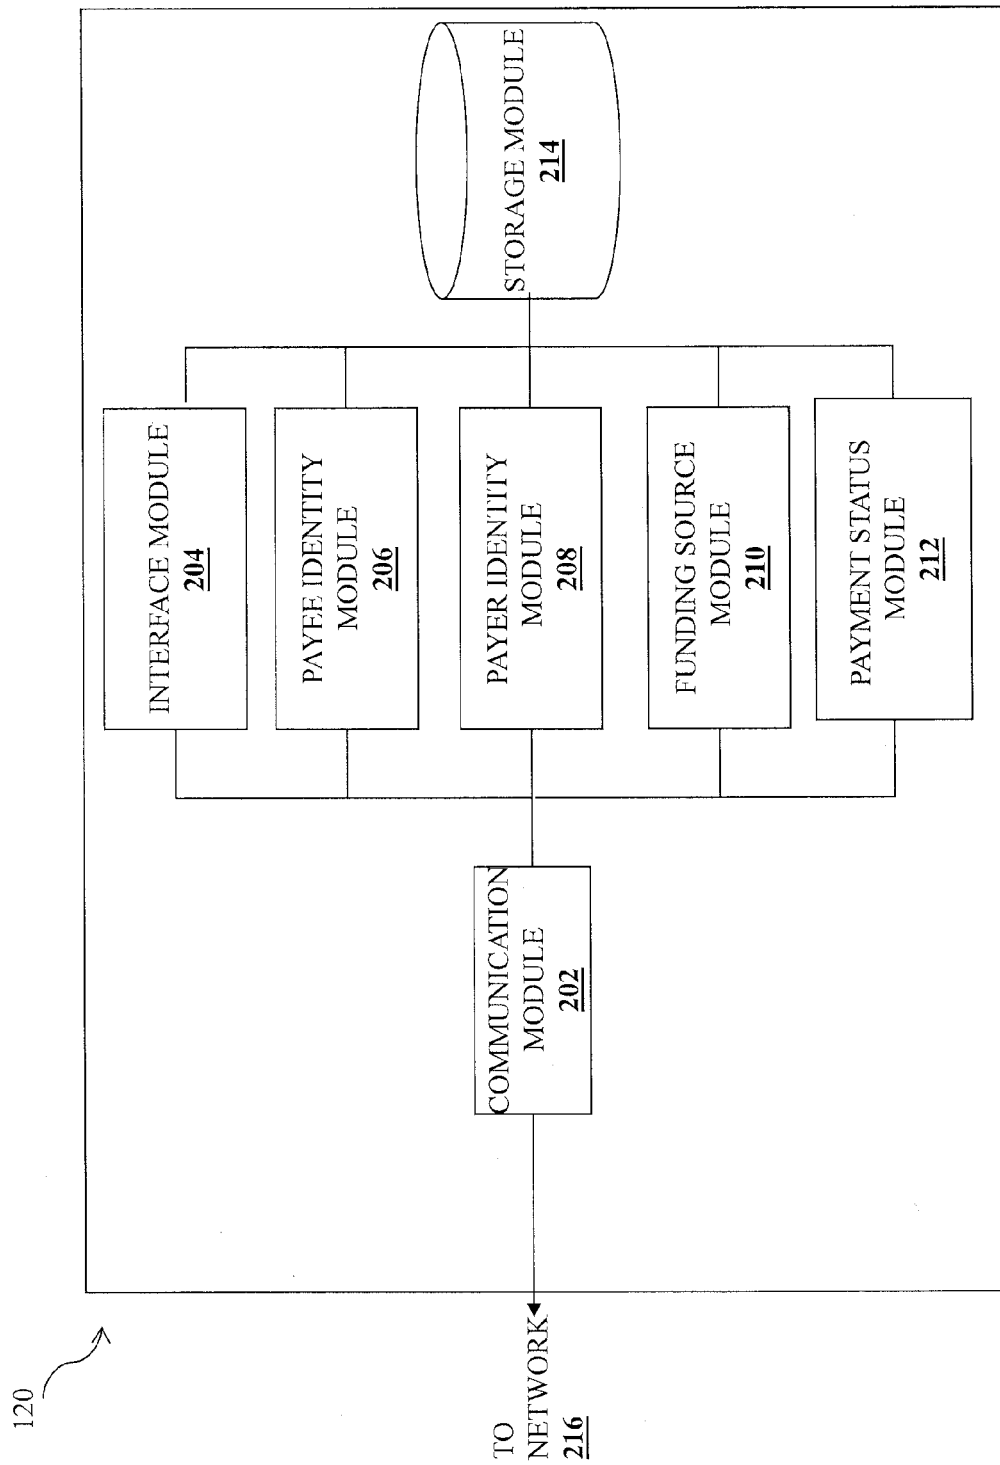 120
TO
NETWORK
216
COMMUNICATION
MODULE
202
INTERFACE MODULE
204
PAYEE IDENTITY
MODULE
206
PAYER IDENTITY
MODULE
208
FUNDING SOURCE
MODULE
210
PAYMENT STATUS
MODULE
212
STORAGE MODULE
214